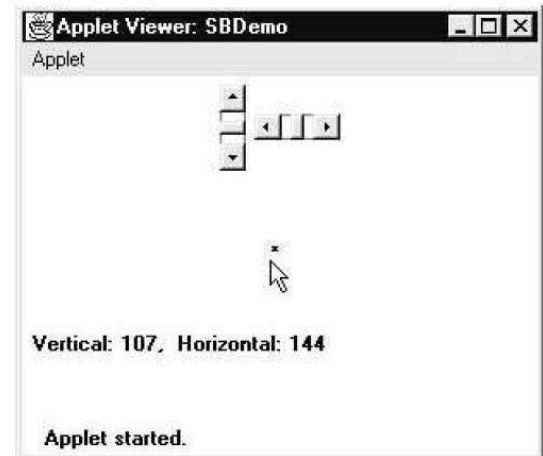 Applet Viewer: SBDemo
Applet
*
Vertical: 107, Horizontal: 144
Applet started.